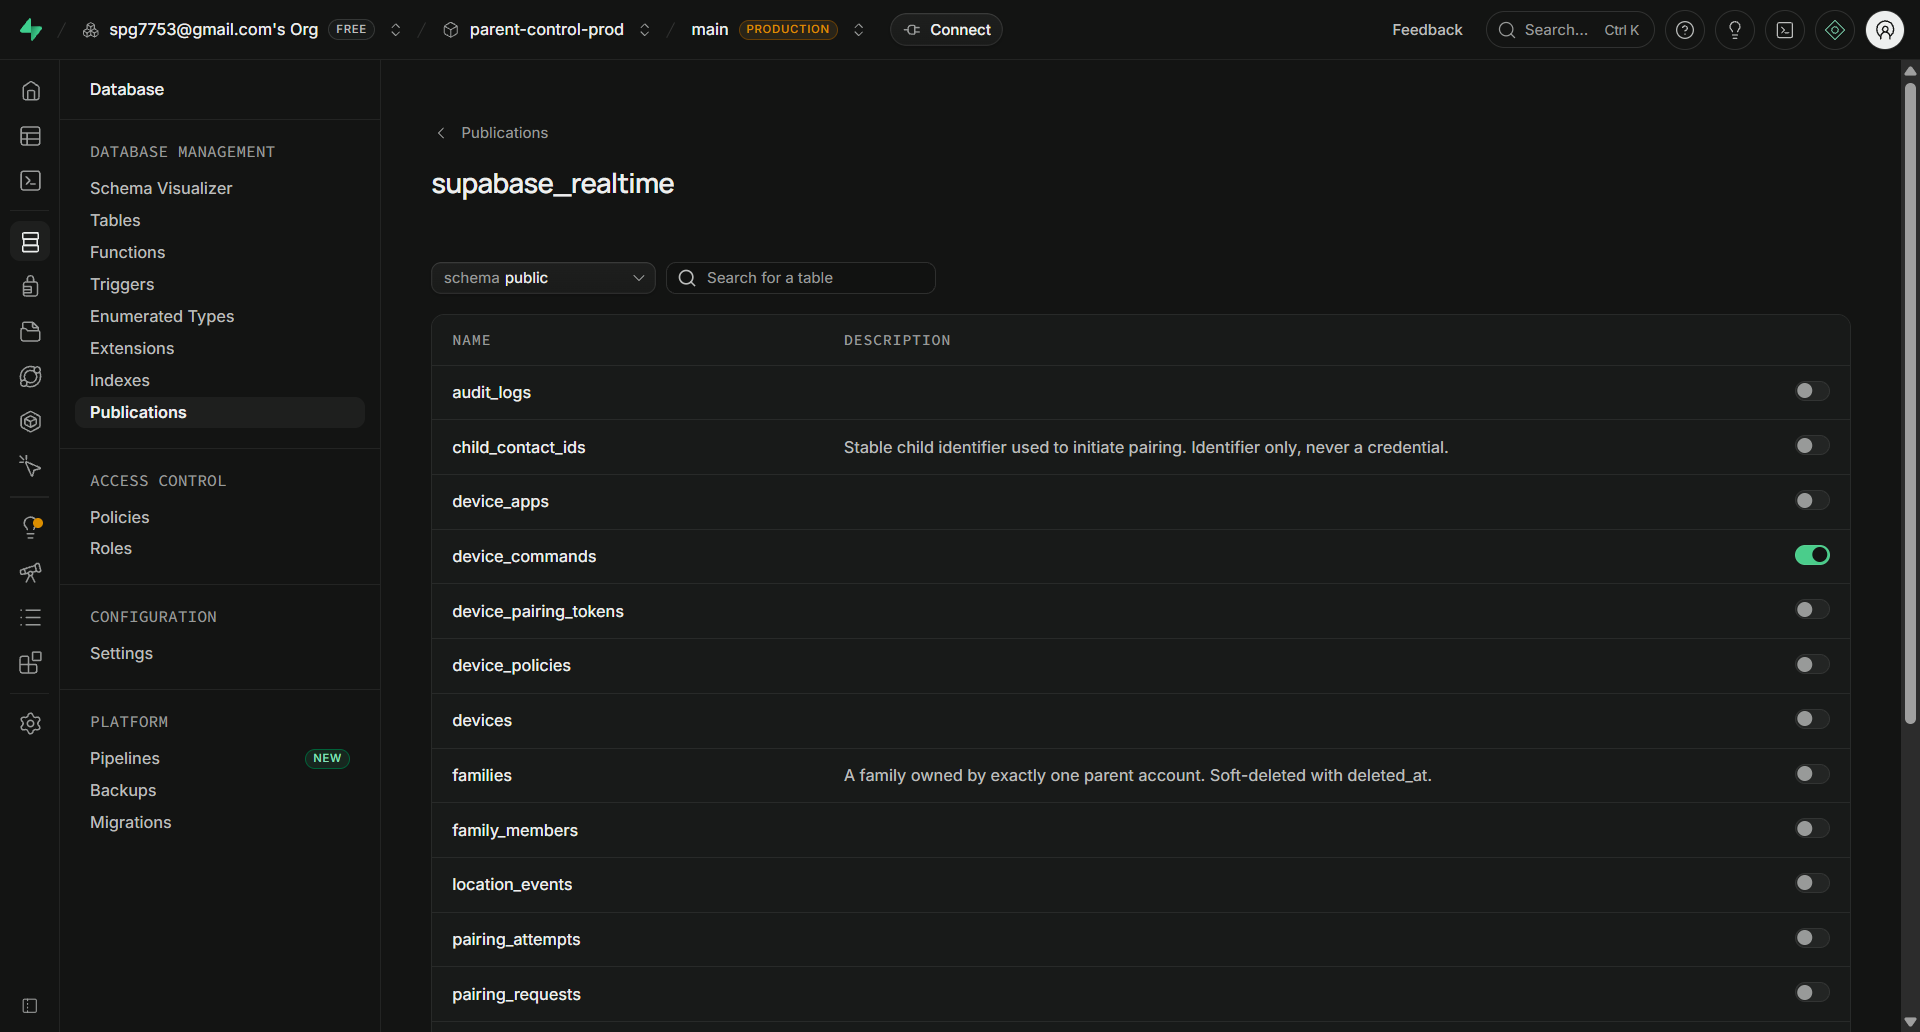 spg7753@gmail.com's Org FREE parent-control-prod main PRODUCTION Connect Feedback Search... Ctrl K
Database
DATABASE MANAGEMENT
Schema Visualizer
Tables
Functions
Triggers
Enumerated Types
Extensions
Indexes
Publications
ACCESS CONTROL
Policies
Roles
CONFIGURATION
Settings
PLATFORM
Pipelines NEW
Backups
Migrations
Publications
supabase_realtime
schema public Search for a table
NAME DESCRIPTION
audit_logs
child_contact_ids Stable child identifier used to initiate pairing. Identifier only, never a credential.
device_apps
device_commands
device_pairing_tokens
device_policies
devices
families A family owned by exactly one parent account. Soft-deleted with deleted_at.
family_members
location_events
pairing_attempts
pairing_requests